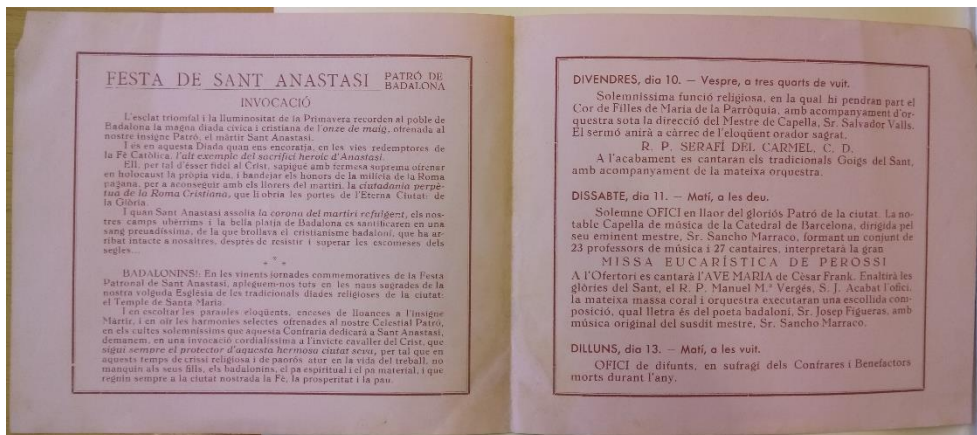 FESTA DE SANT ANASTASI PATRÓ DE BADALONA
INVOCACIÓ
L'esclat triomfal i la lluminositat de la Primavera recorden al poble de
Badalona la magna diada cívica i cristiana de l'onze de maig, ofrenada al
nostre insigne Patró, el màrtir Sant Anastasi.
I és en aquesta Diada quan ens encoratja, en les vies redemptores de
la Fè Catòlica, l'alt exemple del sacrifici heroic d'Anastasi.
Ell, per tal d'ésser fidel al Crist, sapigué amb fermesa suprema ofrenar
en holocaust la pròpia vida, i bandejar els honors de la milícia de la Roma
pagana, per a aconseguir amb els llorers del martiri, la ciutadania perpè-
tua de la Roma Cristiana, que li obria les portes de l'Eterna Ciutat: de
la Glòria.
I quan Sant Anastasi assolia la corona del martiri refulgent, els nos-
tres camps ubèrrims i la bella platja de Badalona es santificaren en una
sang preuadíssima, de la que brollava el cristianisme badaloní, que ha ar-
ribat intacte a nosaltres, després de resistir i superar les escomeses dels
segles...
* * *
BADALONINS!: En les vinents jornades commemoratives de la Festa
Patronal de Sant Anastasi, apleguem-nos tots en les naus sagrades de la
nostra volguda Església de les tradicionals diades religioses de la ciutat:
el Temple de Santa Maria.
I en escoltar les paraules eloqüents, enceses de lloances a l'insigne
Màrtir, i en oir les harmonies selectes ofrenades al nostre Celestial Patró,
en els cultes solemníssims que aquesta Confraria dedicarà a Sant Anastasi,
demanem, en una invocació cordialíssima a l'invicte cavaller del Crist, que
sigui sempre el protector d'aquesta hermosa ciutat seva, per tal que en
aquests temps de crissi religiosa i de paorós atur en la vida del treball, no
manquin als seus fills, els badalonins, el pa espiritual i el pa material, i que
regnin sempre a la ciutat nostrada la Fè, la prosperitat i la pau.
DIVENDRES, dia 10. — Vespre, a tres quarts de vuit.
Solemníssima funció religiosa, en la qual hi pendran part el
Cor de Filles de Maria de la Parròquia, amb acompanyament d'or-
questra sota la direcció del Mestre de Capella, Sr. Salvador Valls.
El sermó anirà a càrrec de l'eloqüent orador sagrat,
R. P. SERAFÍ DEL CARMEL, C. D.
A l'acabament es cantaran els tradicionals Goigs del Sant,
amb acompanyament de la mateixa orquestra.
DISSABTE, dia 11. — Matí, a les deu.
Solemne OFICI en llaor del gloriós Patró de la ciutat. La no-
table Capella de música de la Catedral de Barcelona, dirigida pel
seu eminent mestre, Sr. Sancho Marraco, formant un conjunt de
23 professors de música i 27 cantaires, interpretarà la gran
MISSA EUCARÍSTICA DE PEROSSI
A l'Ofertori es cantarà l'AVE MARIA de Cèsar Frank. Enaltirà les
glòries del Sant, el R. P. Manuel M.ª Vergés, S. J. Acabat l'ofici,
la mateixa massa coral i orquestra executaran una escollida com-
posició, qual lletra és del poeta badaloní, Sr. Josep Figueras, amb
música original del susdit mestre, Sr. Sancho Marraco.
DILLUNS, dia 13. — Matí, a les vuit.
OFICI de difunts, en sufragi dels Confrares i Benefactors
morts durant l'any.